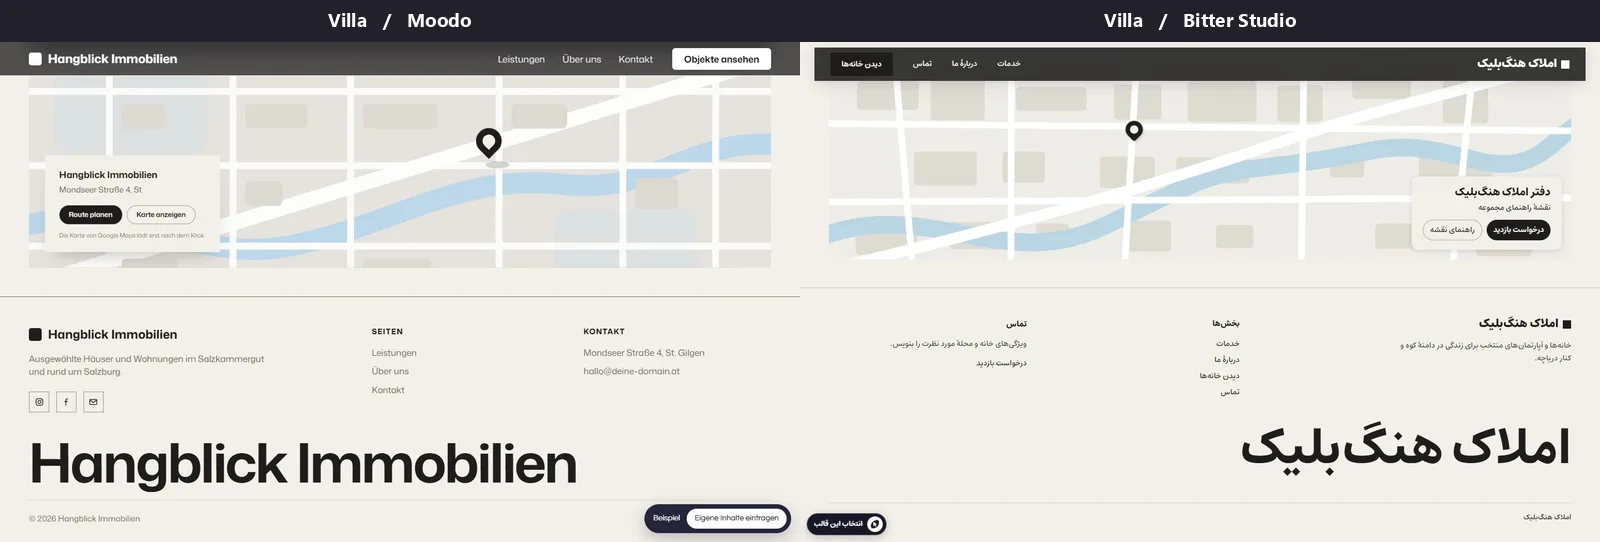 Villa / Moodo
Hangblick Immobilien
Leistungen Über uns Kontakt Objekte ansehen
Hangblick Immobilien
Mondseer Straße 4, St
Route planen Karte anzeigen
Die Karte von Google Maps lädt erst nach dem Klick.
Hangblick Immobilien
Ausgewählte Häuser und Wohnungen im Salzkammergut
und rund um Salzburg.
SEITEN
Leistungen
Über uns
Kontakt
KONTAKT
Mondseer Straße 4, St. Gilgen
hallo@deine-domain.at
Hangblick Immobilien
© 2026 Hangblick Immobilien
Beispiel Eigene Inhalte eintragen
Villa / Bitter Studio
املاک هنگ‌بلیک
خدمات دربارهٔ ما تماس دیدن خانه‌ها
دفتر املاک هنگ‌بلیک
نقشهٔ راهنمای مجموعه
درخواست بازدید راهنمای نقشه
املاک هنگ‌بلیک
خانه‌ها و آپارتمان‌های منتخب برای زندگی در دامنهٔ کوه و
کنار دریاچه.
بخش‌ها
خدمات
دربارهٔ ما
دیدن خانه‌ها
تماس
تماس
ویژگی‌های خانه و محلهٔ مورد نظرت را بنویس.
درخواست بازدید
املاک هنگ‌بلیک
املاک هنگ‌بلیک
انتخاب این قالب